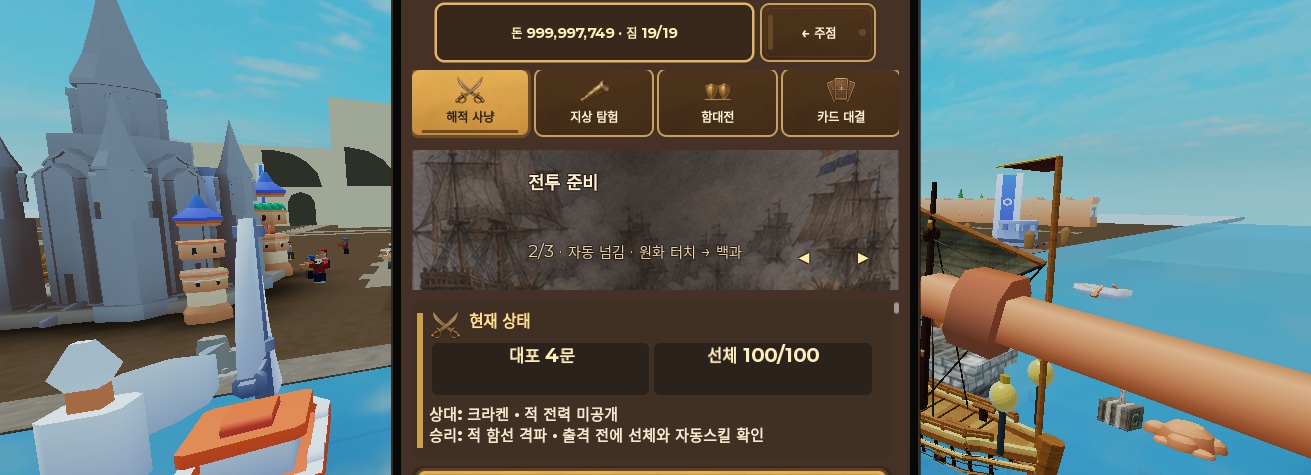 돈 999,997,749 · 짐 19/19
← 주점
해적 사냥
지상 탐험
함대전
카드 대결
전투 준비
2/3 · 자동 넘김 · 원화 터치 → 백과
◀ ▶
현재 상태
대포 4문
선체 100/100
상대: 크라켄 • 적 전력 미공개
승리: 적 함선 격파 • 출격 전에 선체와 자동스킬 확인